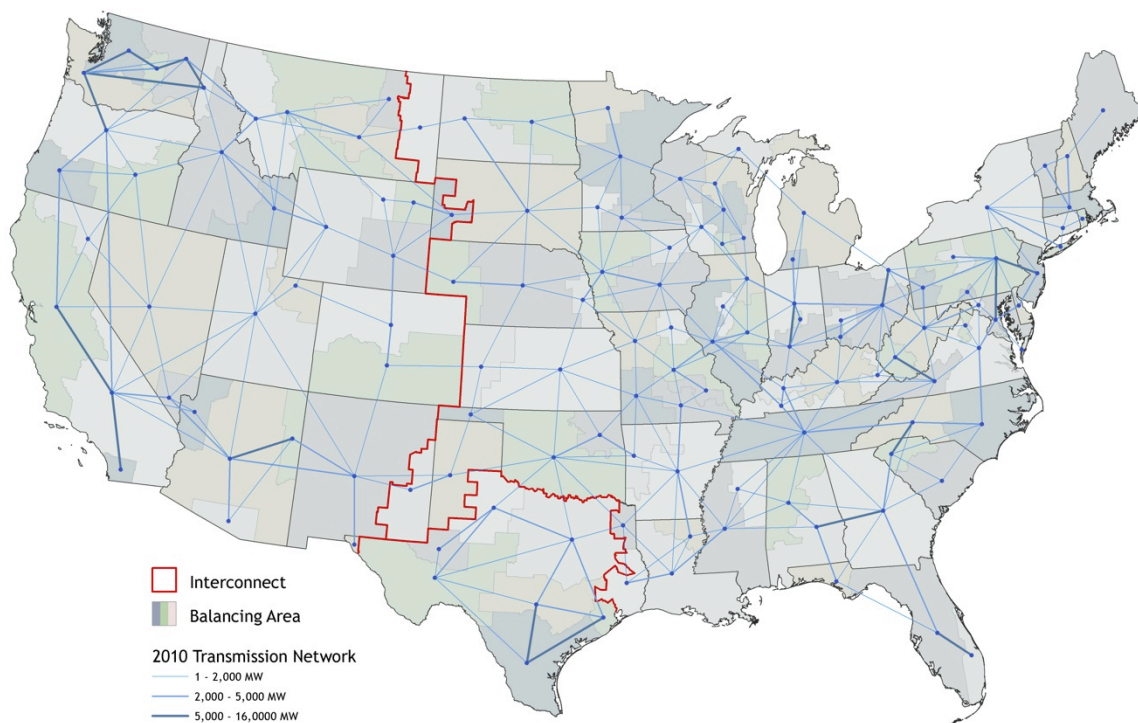 Interconnect
Balancing Area
2010 Transmission Network
1 - 2,000 MW
2,000 - 5,000 MW
5,000 - 16,0000 MW